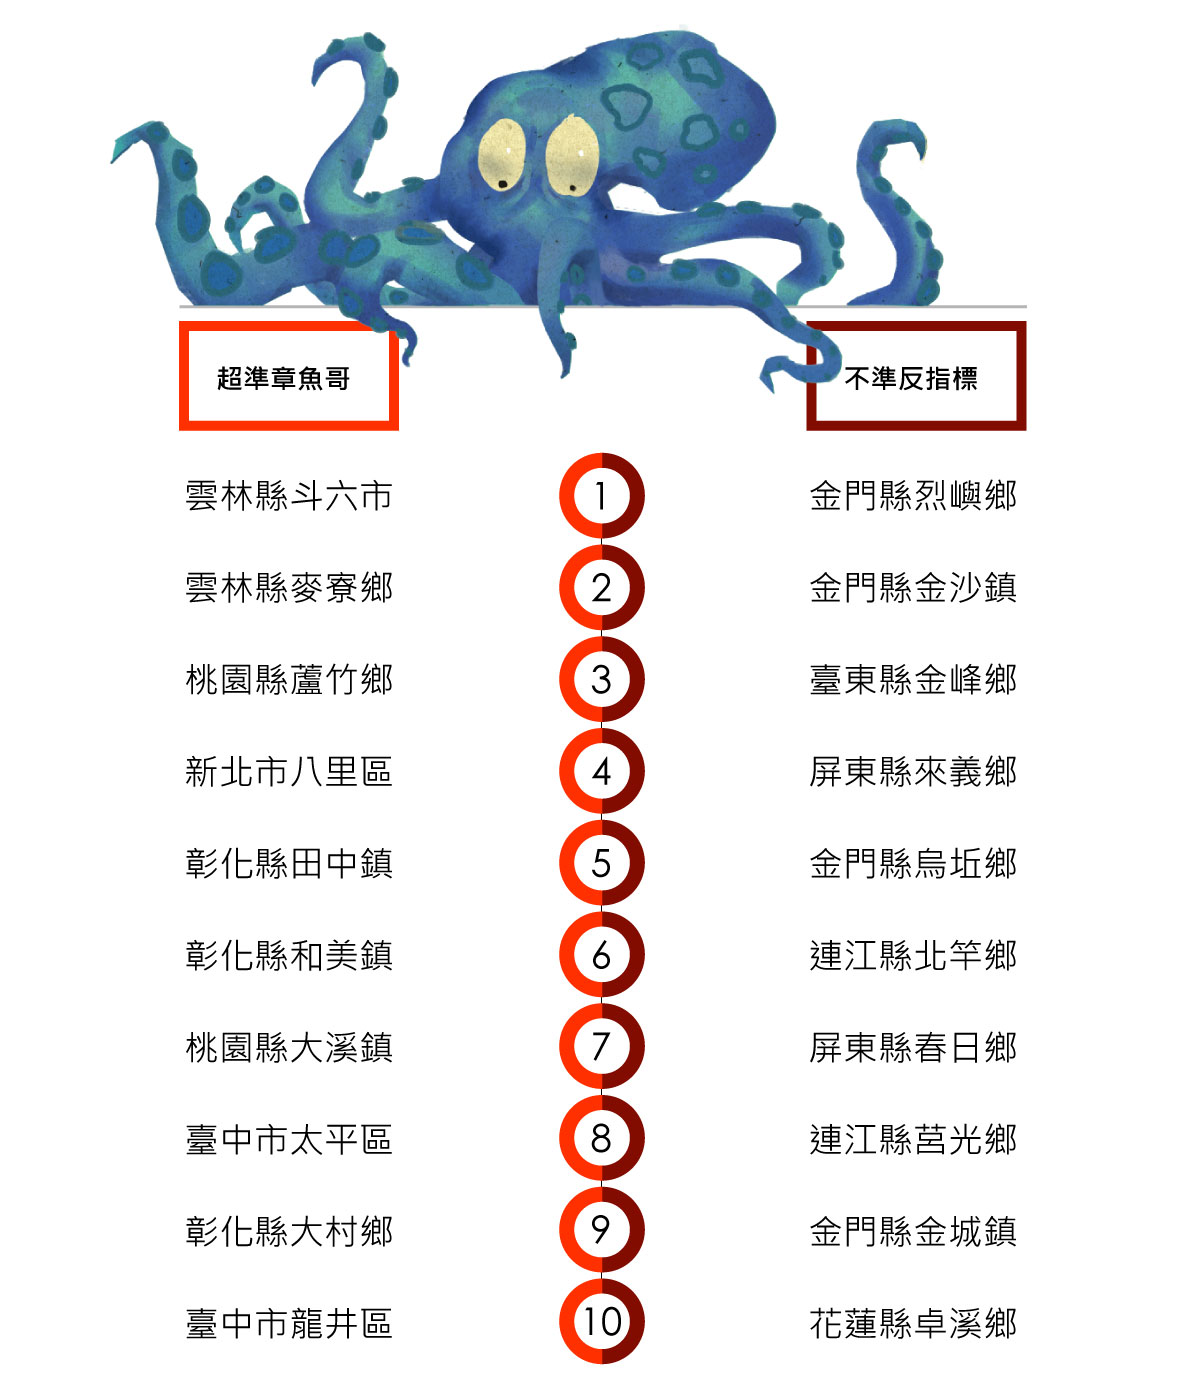 超準章魚哥 不準反指標
雲林縣斗六市 1 金門縣烈嶼鄉
雲林縣麥寮鄉 2 金門縣金沙鎮
桃園縣蘆竹鄉 3 臺東縣金峰鄉
新北市八里區 4 屏東縣來義鄉
彰化縣田中鎮 5 金門縣烏坵鄉
彰化縣和美鎮 6 連江縣北竿鄉
桃園縣大溪鎮 7 屏東縣春日鄉
臺中市太平區 8 連江縣莒光鄉
彰化縣大村鄉 9 金門縣金城鎮
臺中市龍井區 10 花蓮縣卓溪鄉